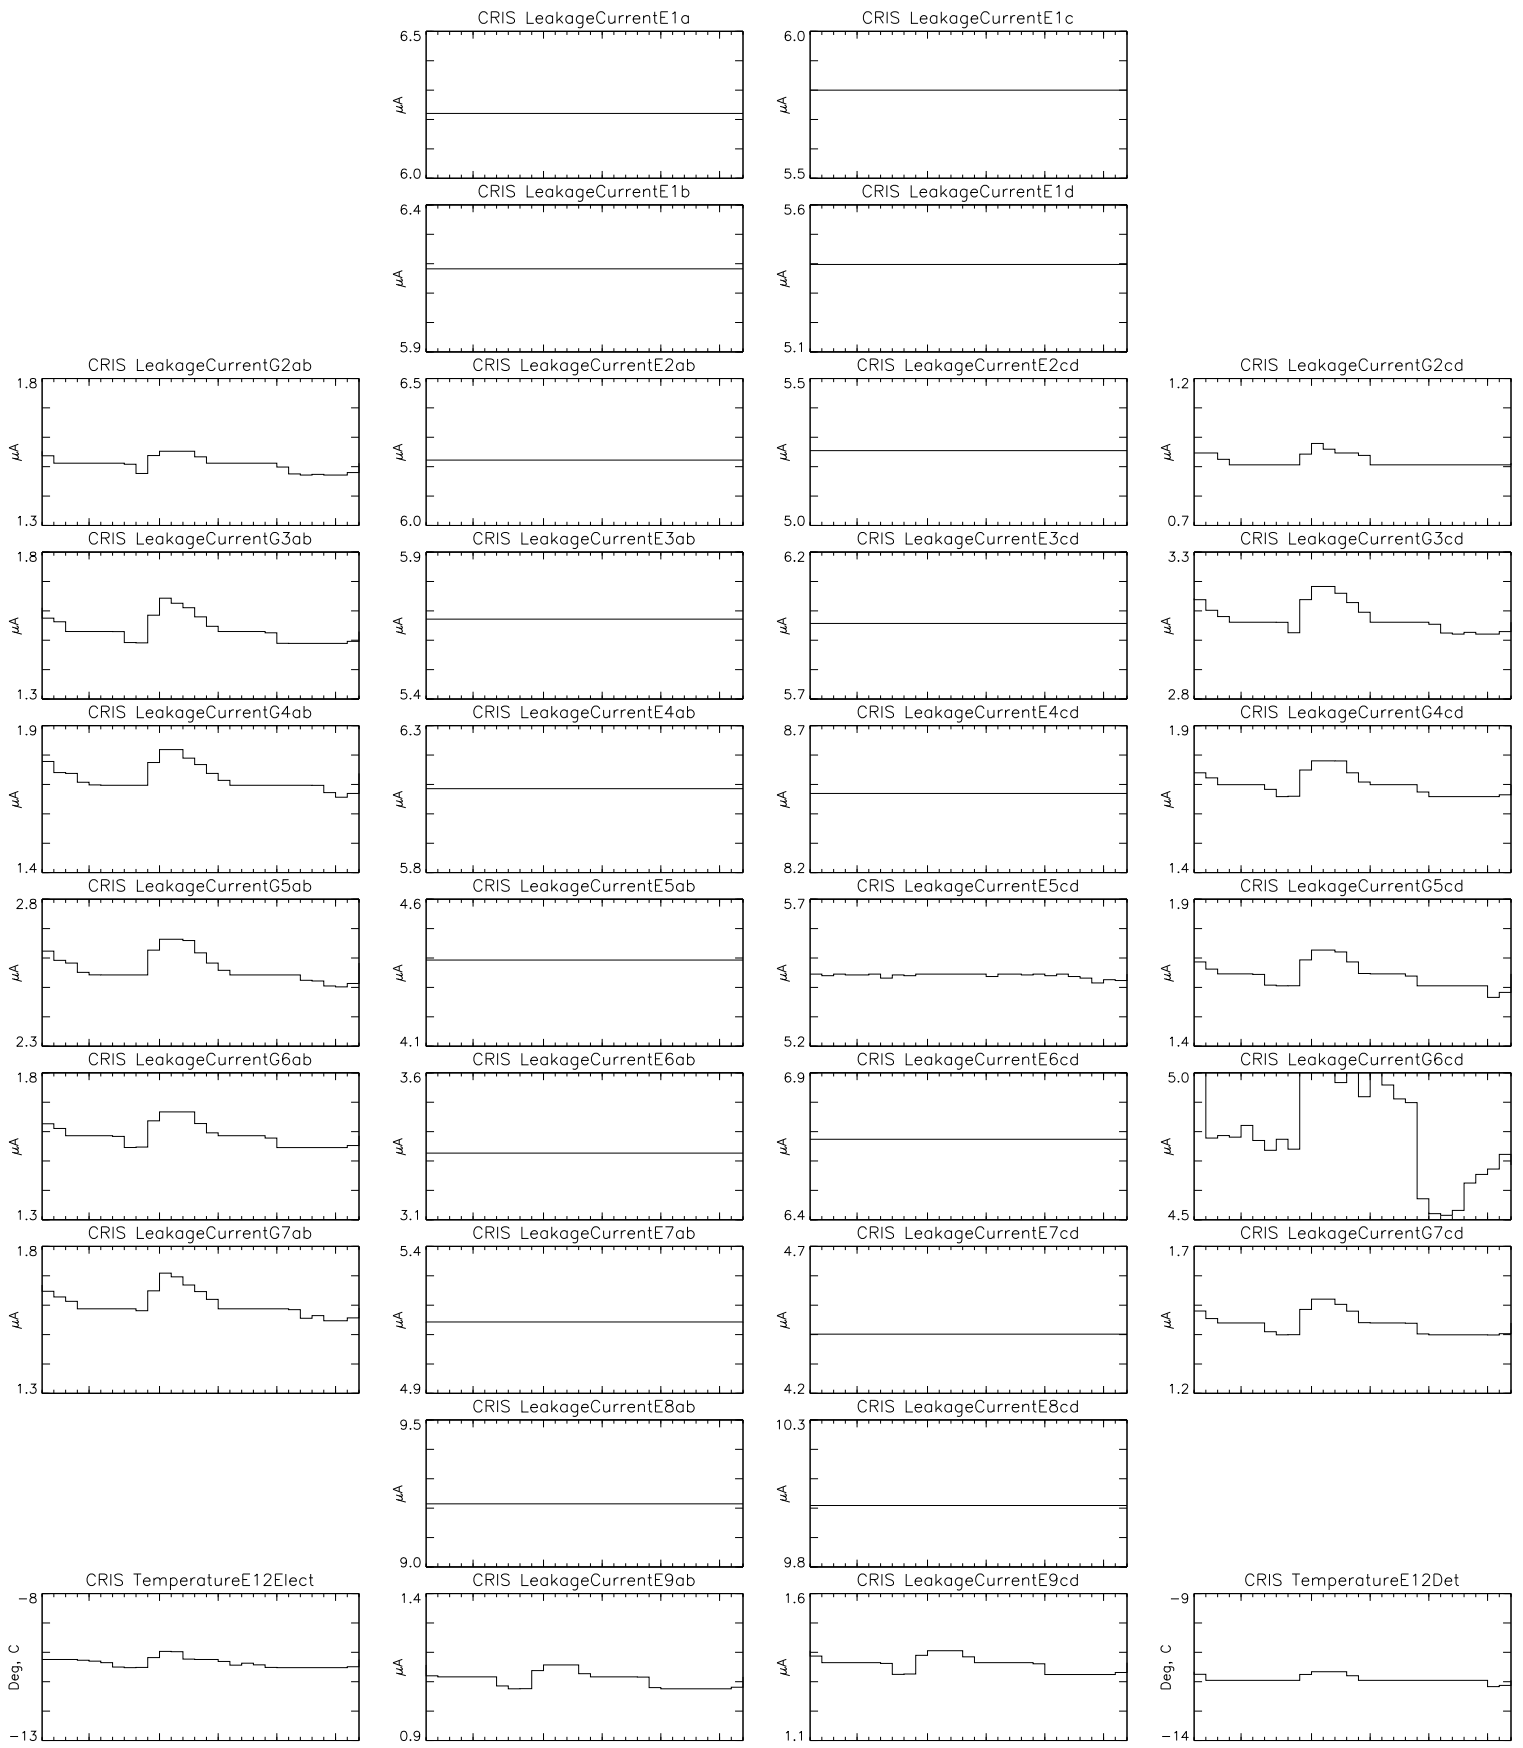 CRIS LeakageCurrentE1a
6.5
μA
6.0
CRIS LeakageCurrentE1c
6.0
μA
5.5
CRIS LeakageCurrentE1b
6.4
μA
5.9
CRIS LeakageCurrentE1d
5.6
μA
5.1
CRIS LeakageCurrentG2ab
1.8
μA
1.3
CRIS LeakageCurrentE2ab
6.5
μA
6.0
CRIS LeakageCurrentE2cd
5.5
μA
5.0
CRIS LeakageCurrentG2cd
1.2
μA
0.7
CRIS LeakageCurrentG3ab
1.8
μA
1.3
CRIS LeakageCurrentE3ab
5.9
μA
5.4
CRIS LeakageCurrentE3cd
6.2
μA
5.7
CRIS LeakageCurrentG3cd
3.3
μA
2.8
CRIS LeakageCurrentG4ab
1.9
μA
1.4
CRIS LeakageCurrentE4ab
6.3
μA
5.8
CRIS LeakageCurrentE4cd
8.7
μA
8.2
CRIS LeakageCurrentG4cd
1.9
μA
1.4
CRIS LeakageCurrentG5ab
2.8
μA
2.3
CRIS LeakageCurrentE5ab
4.6
μA
4.1
CRIS LeakageCurrentE5cd
5.7
μA
5.2
CRIS LeakageCurrentG5cd
1.9
μA
1.4
CRIS LeakageCurrentG6ab
1.8
μA
1.3
CRIS LeakageCurrentE6ab
3.6
μA
3.1
CRIS LeakageCurrentE6cd
6.9
μA
6.4
CRIS LeakageCurrentG6cd
5.0
μA
4.5
CRIS LeakageCurrentG7ab
1.8
μA
1.3
CRIS LeakageCurrentE7ab
5.4
μA
4.9
CRIS LeakageCurrentE7cd
4.7
μA
4.2
CRIS LeakageCurrentG7cd
1.7
μA
1.2
CRIS LeakageCurrentE8ab
9.5
μA
9.0
CRIS LeakageCurrentE8cd
10.3
μA
9.8
CRIS TemperatureE12Elect
−8
Deg, C
−13
CRIS LeakageCurrentE9ab
1.4
μA
0.9
CRIS LeakageCurrentE9cd
1.6
μA
1.1
CRIS TemperatureE12Det
−9
Deg, C
−14